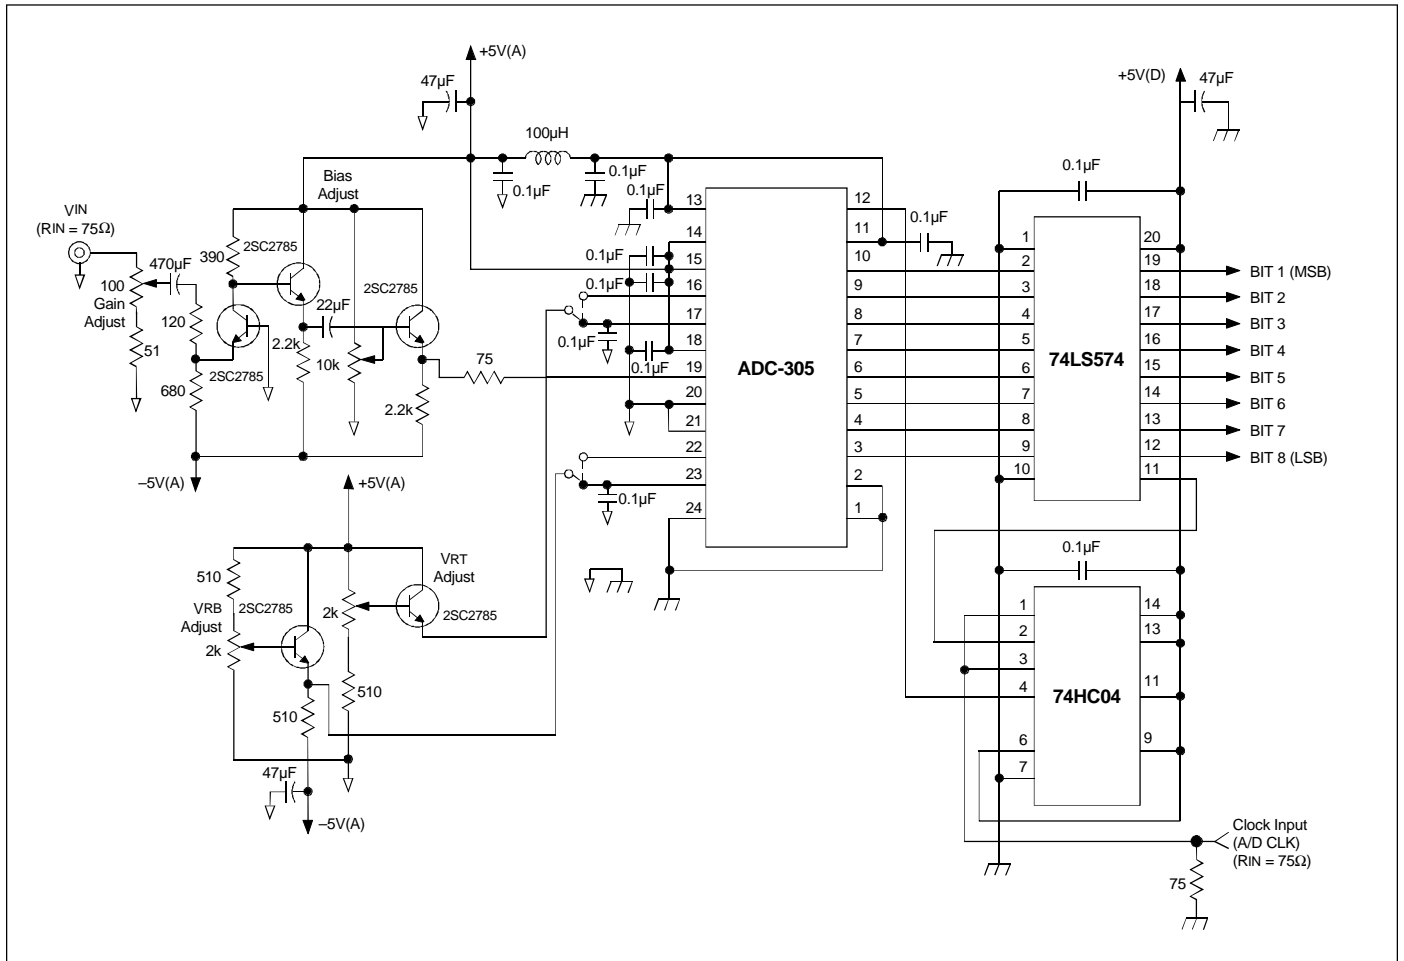 +5V(A)
47µF
100µH
0.1µF
0.1µF
0.1µF
+5V(D)
47µF
0.1µF
VIN
(RIN = 75Ω)
Bias
Adjust
390
2SC2785
470µF
100
Gain
Adjust
120
51
680
2SC2785
22µF
2.2k
10k
2SC2785
2.2k
75
–5V(A)
0.1µF
0.1µF
0.1µF
0.1µF
0.1µF
0.1µF
ADC-305
13
14
15
16
17
18
19
20
21
22
23
24
12
11
10
9
8
7
6
5
4
3
2
1
74LS574
1
2
3
4
5
6
7
8
9
10
20
19
18
17
16
15
14
13
12
11
BIT 1 (MSB)
BIT 2
BIT 3
BIT 4
BIT 5
BIT 6
BIT 7
BIT 8 (LSB)
+5V(A)
510
VRB
Adjust
2k
2SC2785
2k
VRT
Adjust
2SC2785
510
510
47µF
–5V(A)
0.1µF
74HC04
1
2
3
4
6
7
14
13
11
9
Clock Input
(A/D CLK)
(RIN = 75Ω)
75